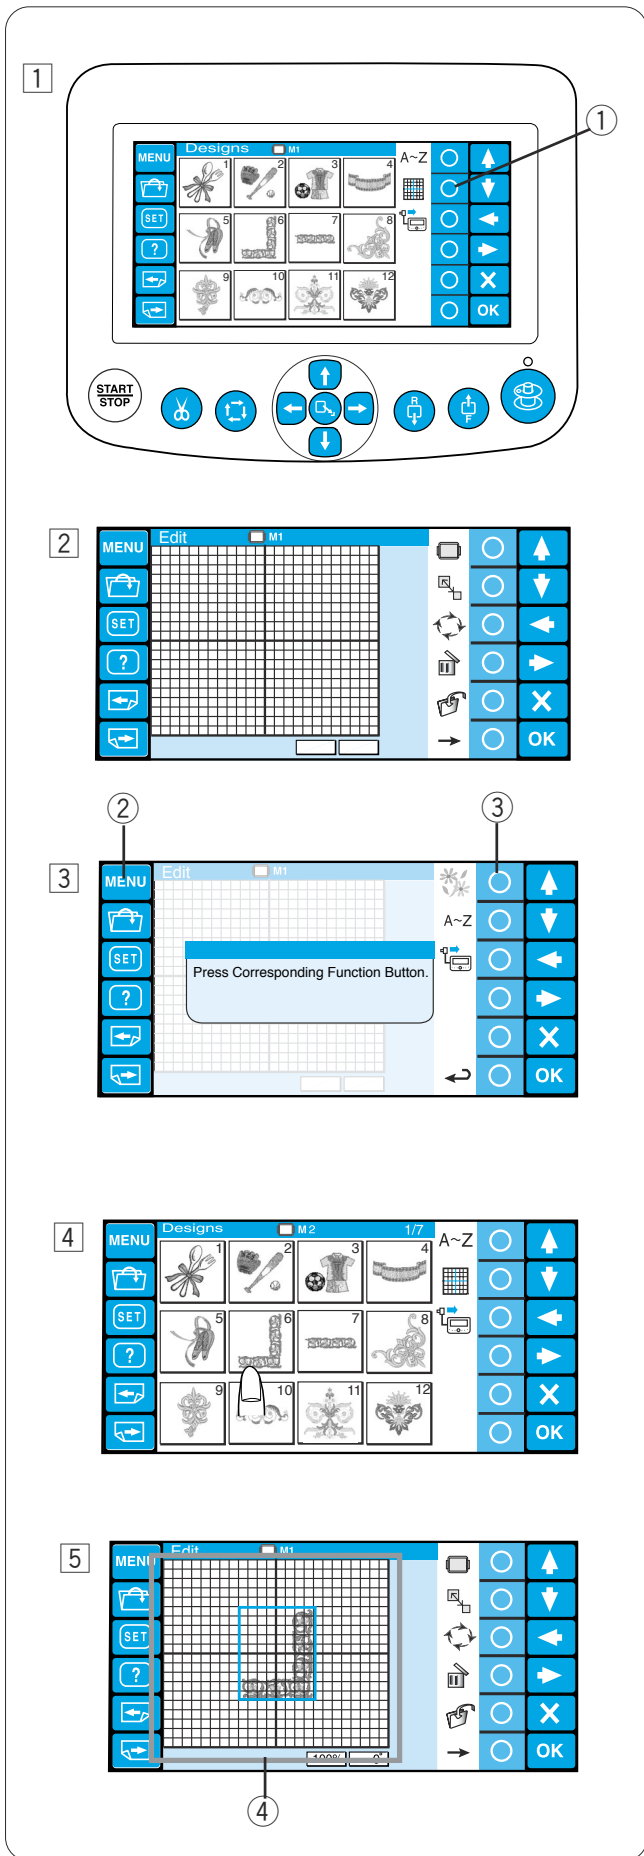 1
1
Designs M1
MENU
A~Z
1 2 3 4
SET
5 6 7 8
?
9 10 11 12
X
OK
START
STOP
R
F
2
Edit M1
MENU
SET
?
X
OK
2
3
3
Edit M1
MENU
A~Z
SET
Press Corresponding Function Button.
?
X
OK
4
Designs M2 1/7
MENU
A~Z
1 2 3 4
SET
5 6 7 8
?
9 10 11 12
X
OK
5
Edit M1
MENU
SET
?
X
100% 0°
OK
4